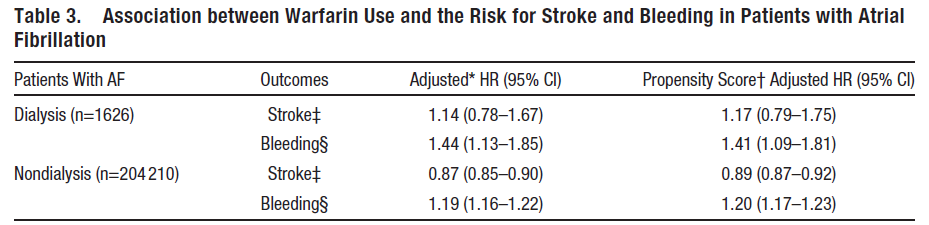 Table 3. Association between Warfarin Use and the Risk for Stroke and Bleeding in Patients with Atrial
Fibrillation
Patients With AF Outcomes Adjusted* HR (95% CI) Propensity Score† Adjusted HR (95% CI)
Dialysis (n=1626) Stroke‡ 1.14 (0.78–1.67) 1.17 (0.79–1.75)
Bleeding§ 1.44 (1.13–1.85) 1.41 (1.09–1.81)
Nondialysis (n=204 210) Stroke‡ 0.87 (0.85–0.90) 0.89 (0.87–0.92)
Bleeding§ 1.19 (1.16–1.22) 1.20 (1.17–1.23)